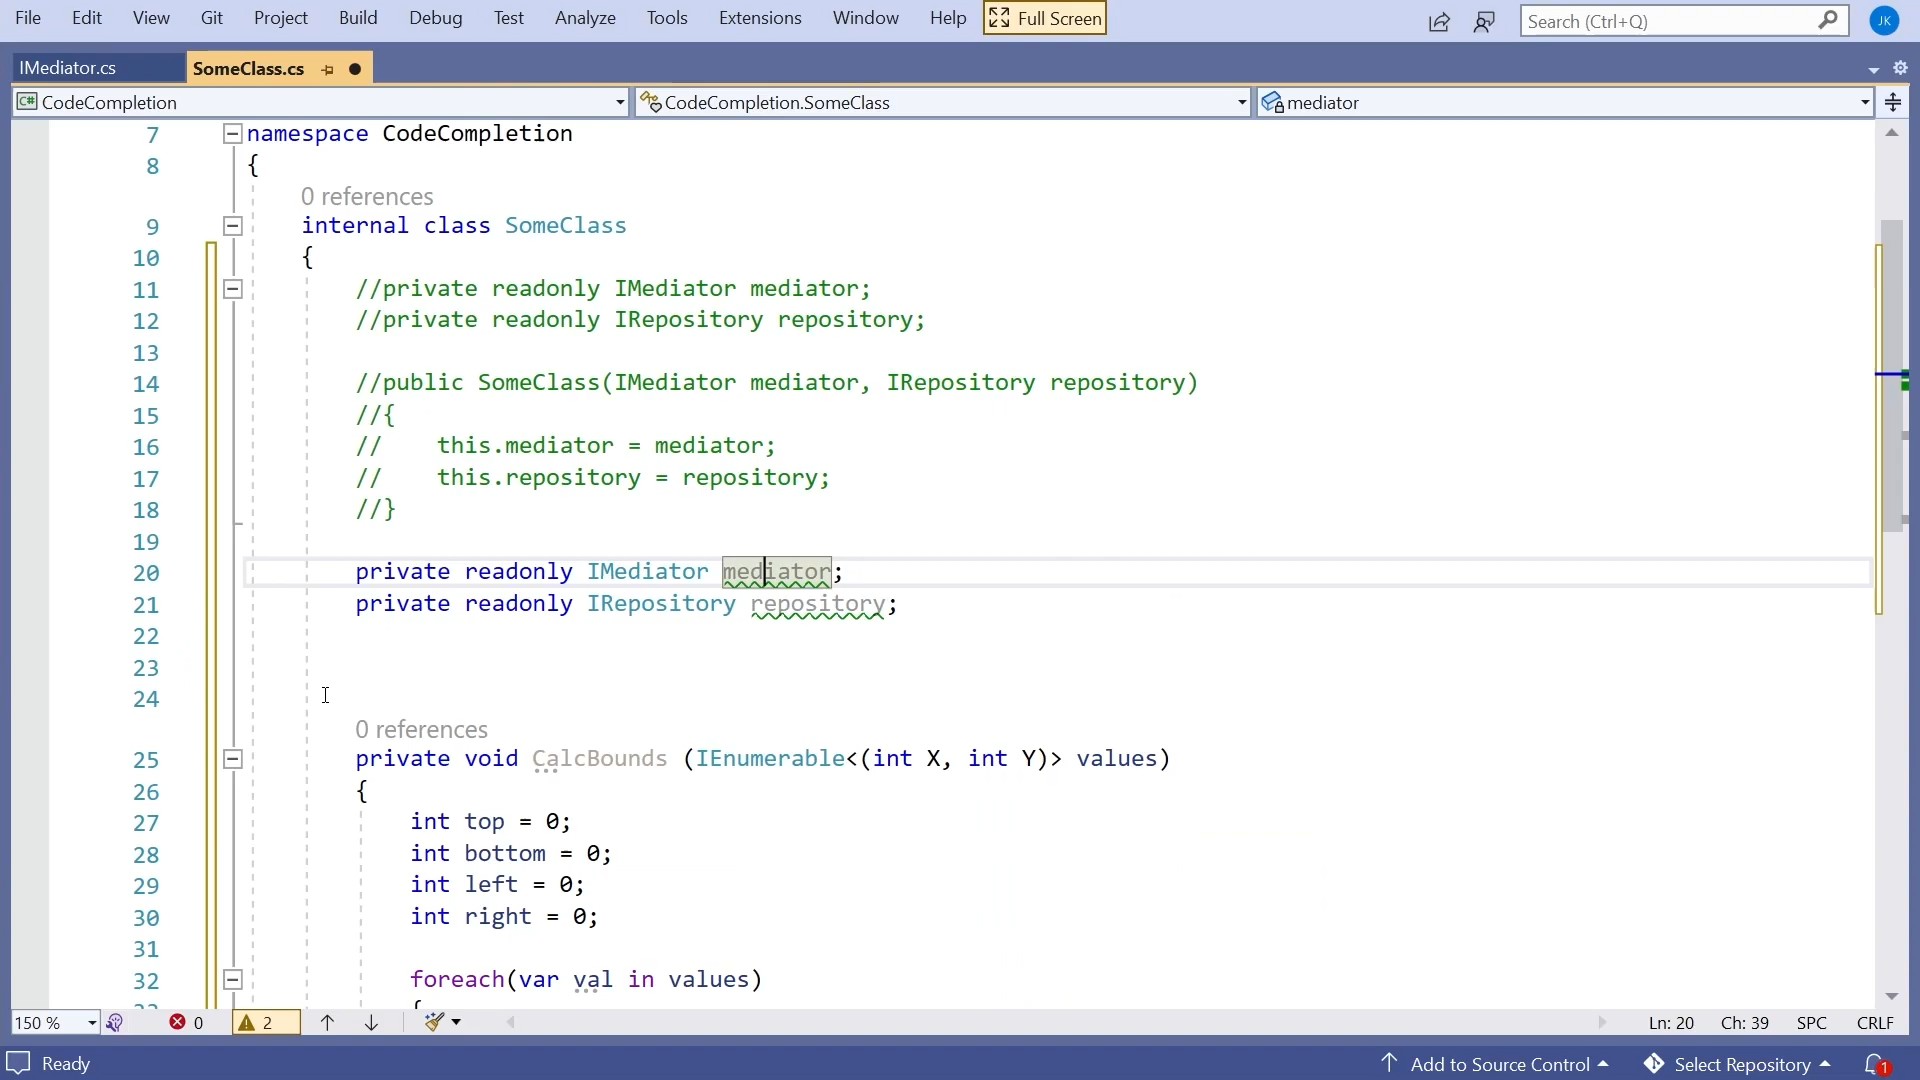 File Edit View Git Project Build Debug Test Analyze Tools Extensions Window Help Full Screen Search (Ctrl+Q) JK
IMediator.cs SomeClass.cs
C# CodeCompletion CodeCompletion.SomeClass mediator
7 namespace CodeCompletion
8 {
0 references
9 internal class SomeClass
10 {
11 //private readonly IMediator mediator;
12 //private readonly IRepository repository;
13
14 //public SomeClass(IMediator mediator, IRepository repository)
15 //{
16 // this.mediator = mediator;
17 // this.repository = repository;
18 //}
19
20 private readonly IMediator mediator;
21 private readonly IRepository repository;
22
23
24
0 references
25 private void CalcBounds (IEnumerable<(int X, int Y)> values)
26 {
27 int top = 0;
28 int bottom = 0;
29 int left = 0;
30 int right = 0;
31
32 foreach(var val in values)
{
150 % 0 2 Ln: 20 Ch: 39 SPC CRLF
Ready Add to Source Control Select Repository 1